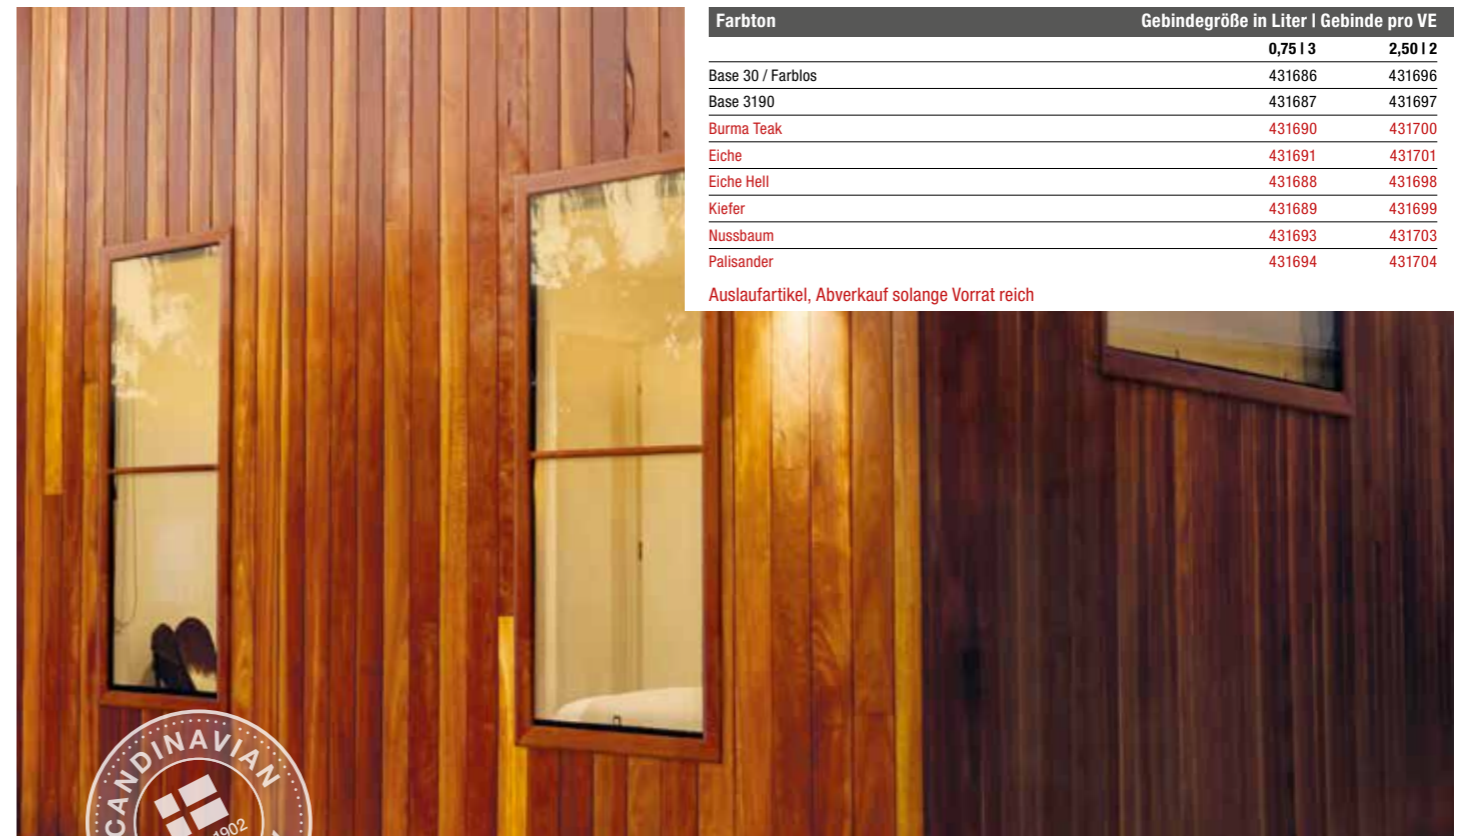 Farbton Gebindegröße in Liter | Gebinde pro VE
0,75 | 3 2,50 | 2
Base 30 / Farblos 431686 431696
Base 3190 431687 431697
Burma Teak 431690 431700
Eiche 431691 431701
Eiche Hell 431688 431698
Kiefer 431689 431699
Nussbaum 431693 431703
Palisander 431694 431704
Auslaufartikel, Abverkauf solange Vorrat reich
CANDINAVIAN
1902